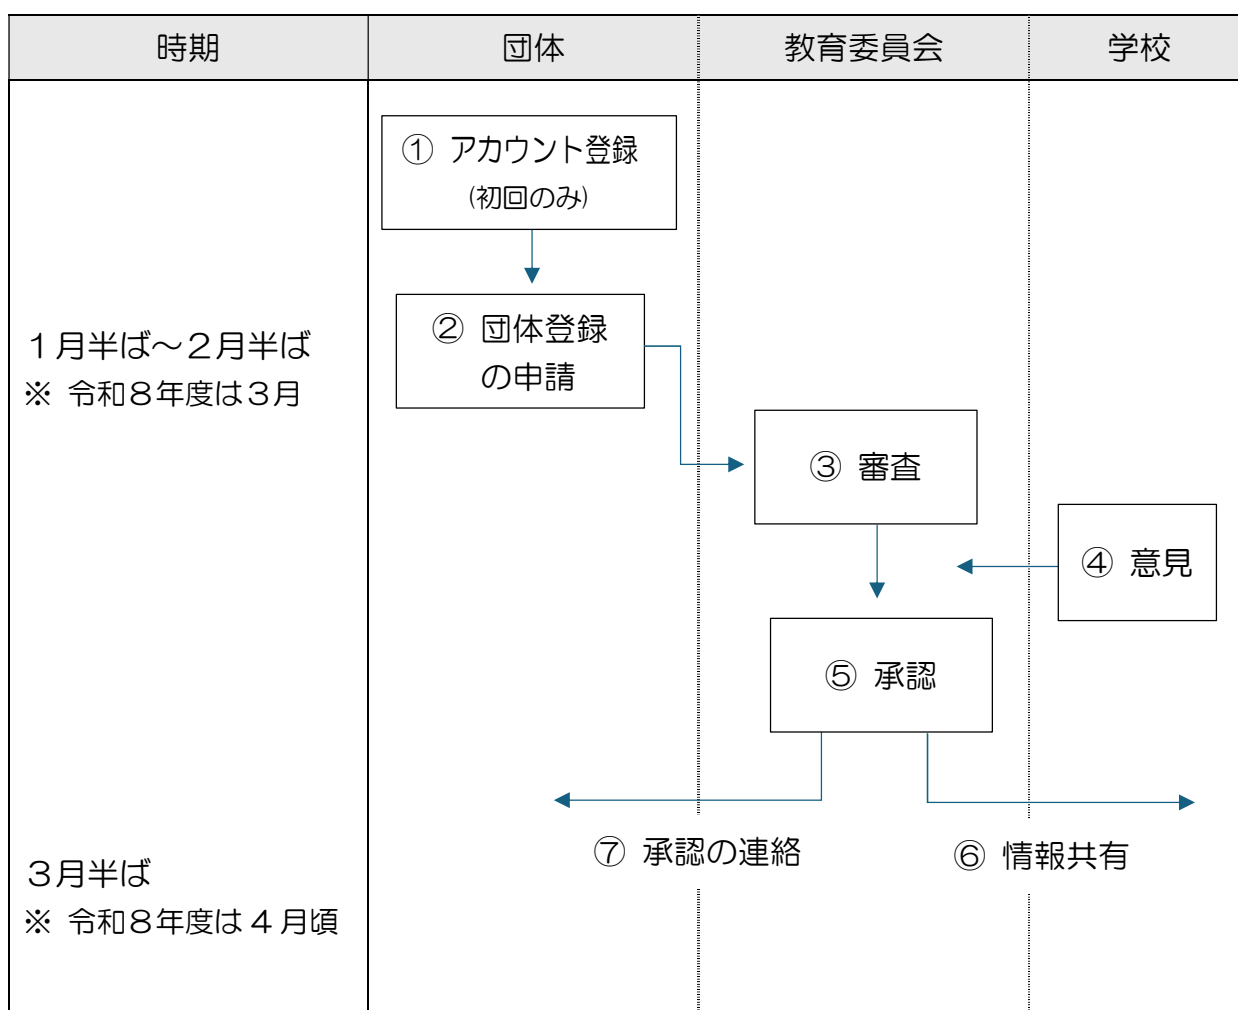 時期
団体
教育委員会
学校
① アカウント登録
(初回のみ)
② 団体登録
の申請
1月半ば～2月半ば
※ 令和8年度は3月
③ 審査
④ 意見
⑤ 承認
⑦ 承認の連絡
⑥ 情報共有
3月半ば
※ 令和8年度は4月頃